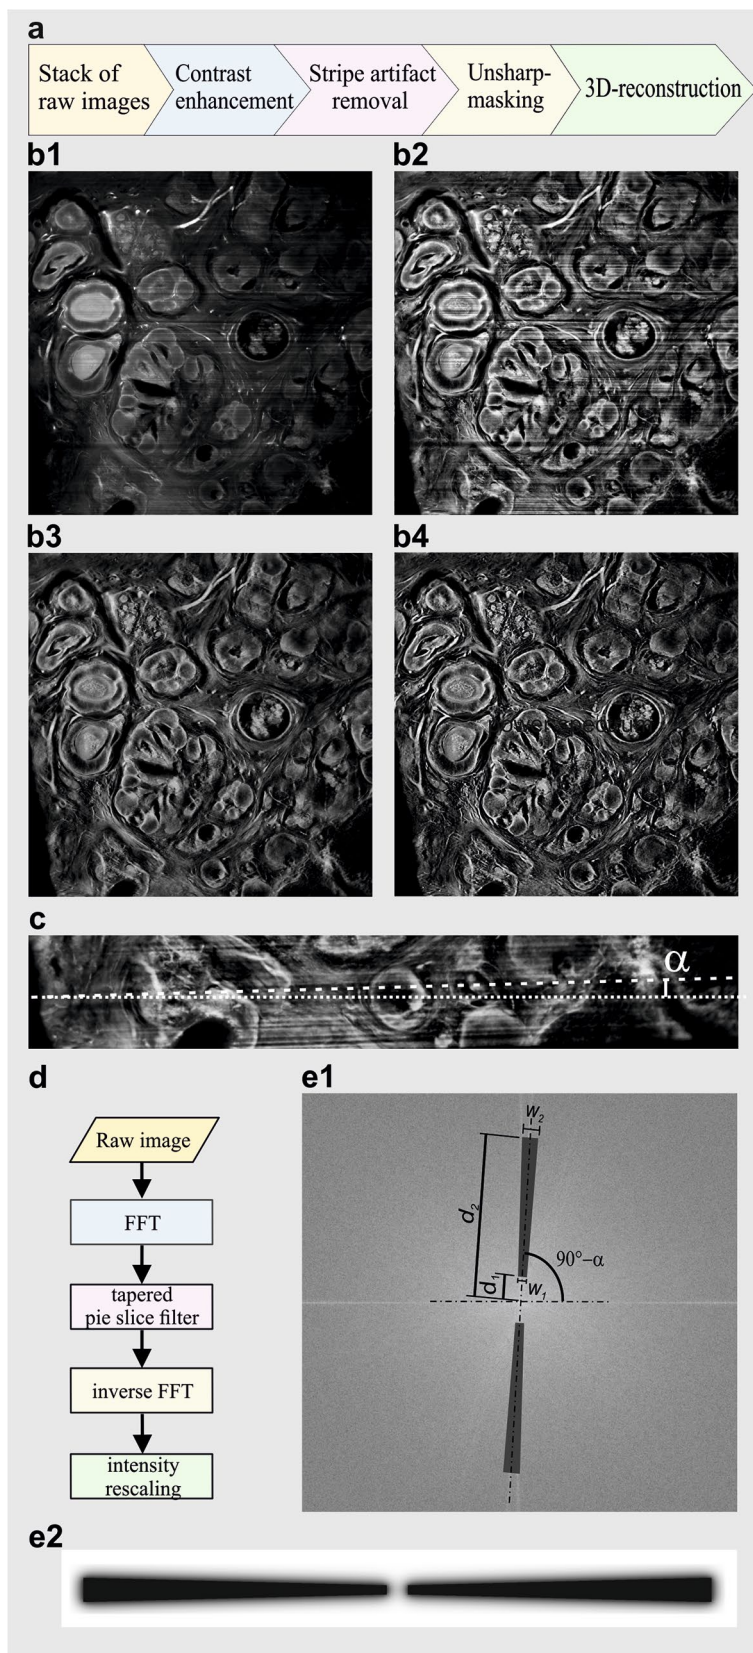 a
Stack of
raw images
Contrast
enhancement
Stripe artifact
removal
Unsharp-
masking
3D-reconstruction
b1
b2
b3
b4
c
α
d
Raw image
FFT
tapered
pie slice filter
inverse FFT
intensity
rescaling
e1
w2
d2
90°–α
d1
w1
e2